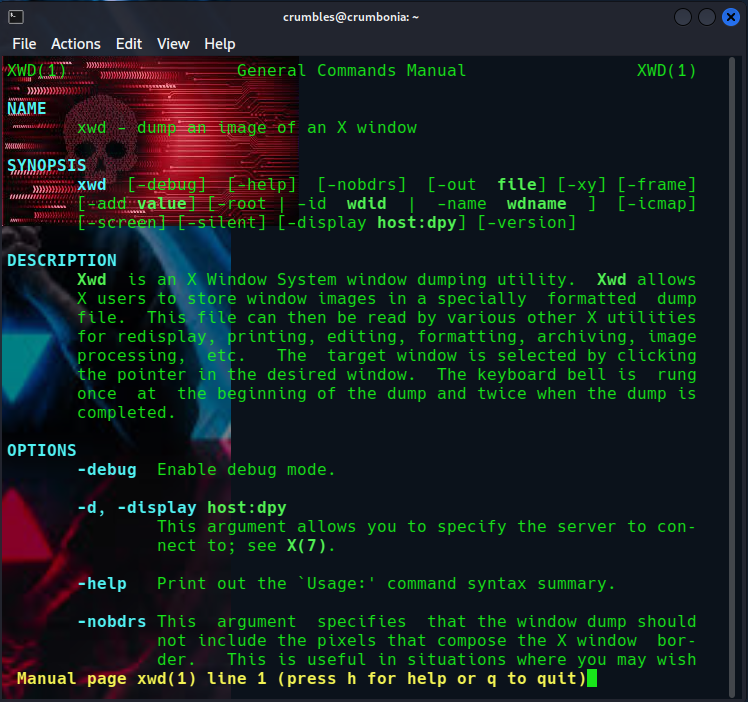 crumbles@crumbonia: ~
File Actions Edit View Help
XWD(1) General Commands Manual XWD(1)
NAME
xwd - dump an image of an X window
SYNOPSIS
xwd [-debug] [-help] [-nobdrs] [-out file] [-xy] [-frame]
[-add value] [-root | -id wdid | -name wdname ] [-icmap]
[-screen] [-silent] [-display host:dpy] [-version]
DESCRIPTION
Xwd is an X Window System window dumping utility. Xwd allows
X users to store window images in a specially formatted dump
file. This file can then be read by various other X utilities
for redisplay, printing, editing, formatting, archiving, image
processing, etc. The target window is selected by clicking
the pointer in the desired window. The keyboard bell is rung
once at the beginning of the dump and twice when the dump is
completed.
OPTIONS
-debug Enable debug mode.
-d, -display host:dpy
This argument allows you to specify the server to con-
nect to; see X(7).
-help Print out the `Usage:' command syntax summary.
-nobdrs This argument specifies that the window dump should
not include the pixels that compose the X window bor-
der. This is useful in situations where you may wish
Manual page xwd(1) line 1 (press h for help or q to quit)